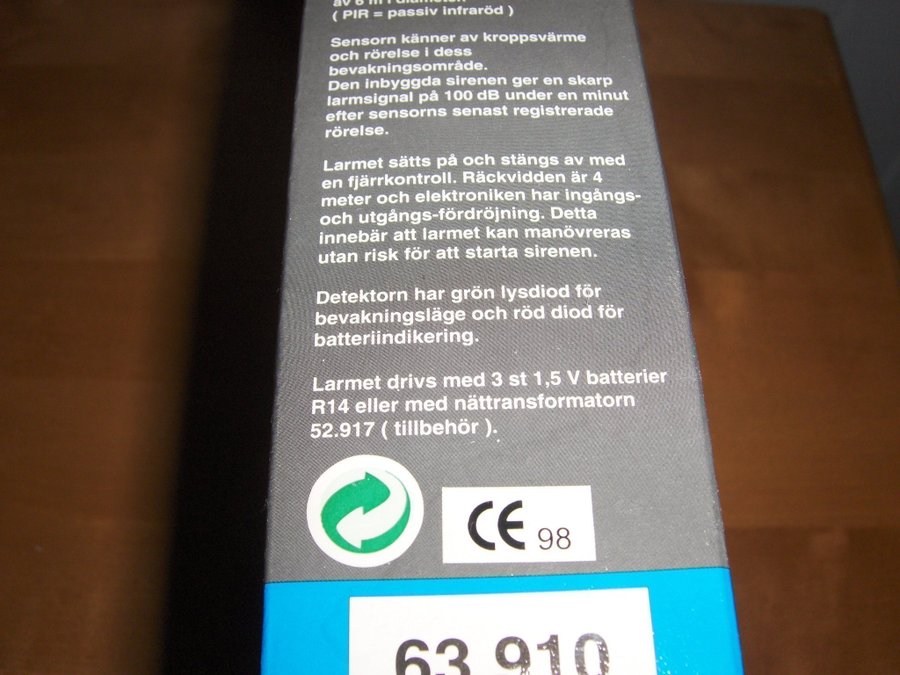 av 6 m i diameter.
( PIR = passiv infraröd )
Sensorn känner av kroppsvärme
och rörelse i dess
bevakningsområde.
Den inbyggda sirenen ger en skarp
larmsignal på 100 dB under en minut
efter sensorns senast registrerade
rörelse.
Larmet sätts på och stängs av med
en fjärrkontroll. Räckvidden är 4
meter och elektroniken har ingångs-
och utgångs-fördröjning. Detta
innebär att larmet kan manövreras
utan risk för att starta sirenen.
Detektorn har grön lysdiod för
bevakningsläge och röd diod för
batteriindikering.
Larmet drivs med 3 st 1,5 V batterier
R14 eller med nättransformatorn
52.917 ( tillbehör ).
CE 98
63.910